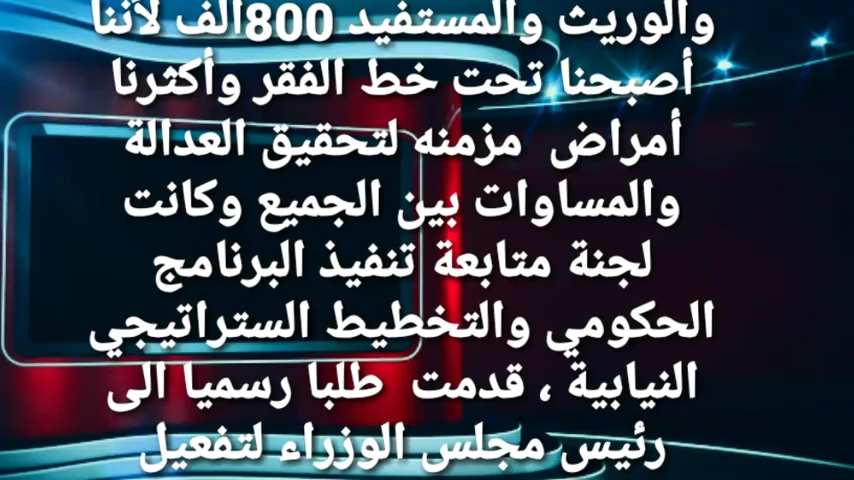 والوريث والمستفيد 800الف لأننا
أصبحنا تحت خط الفقر وأكثرنا
أمراض مزمنه لتحقيق العدالة
والمساوات بين الجميع وكانت
لجنة متابعة تنفيذ البرنامج
الحكومي والتخطيط الستراتيجي
النيابية ، قدمت طلبا رسميا الى
رئيس مجلس الوزراء لتفعيل